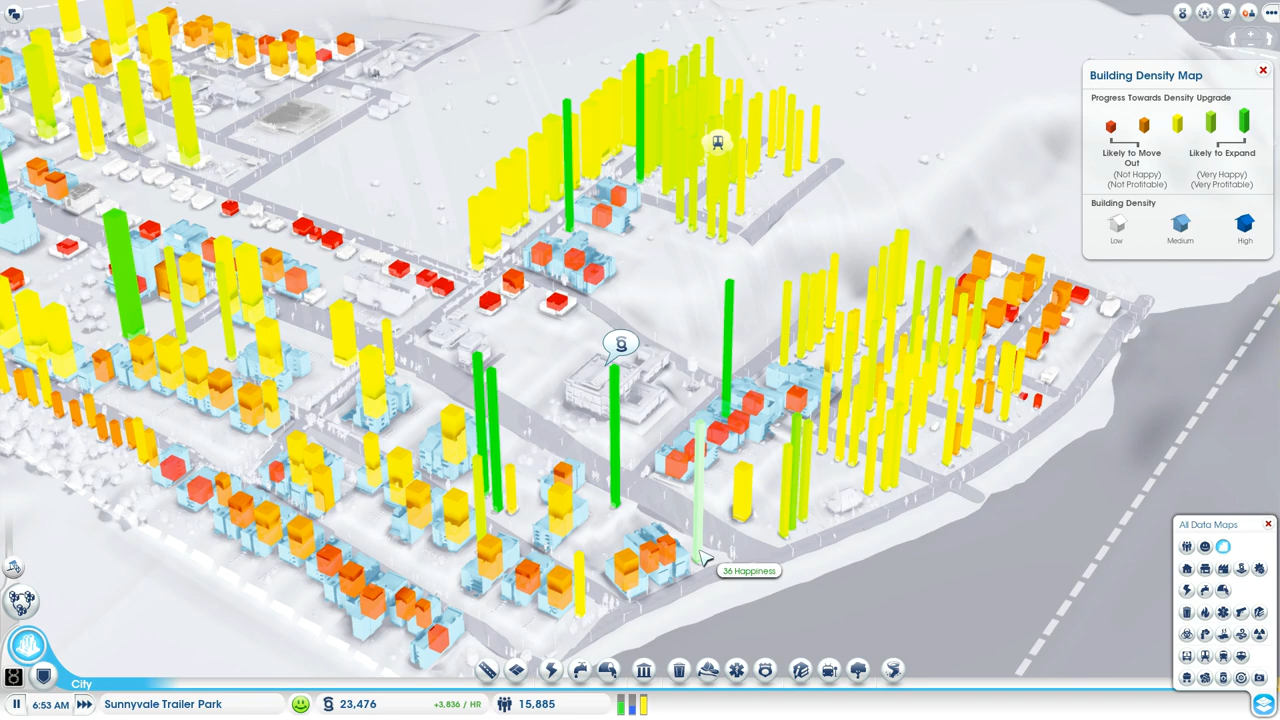 Building Density Map
Progress Towards Density Upgrade
Likely to Move Out
Likely to Expand
(Not Happy)
(Not Profitable)
(Very Happy)
(Very Profitable)
Building Density
Low
Medium
High
36 Happiness
All Data Maps
City
6:53 AM
Sunnyvale Trailer Park
23,476
+3,836 / HR
15,885